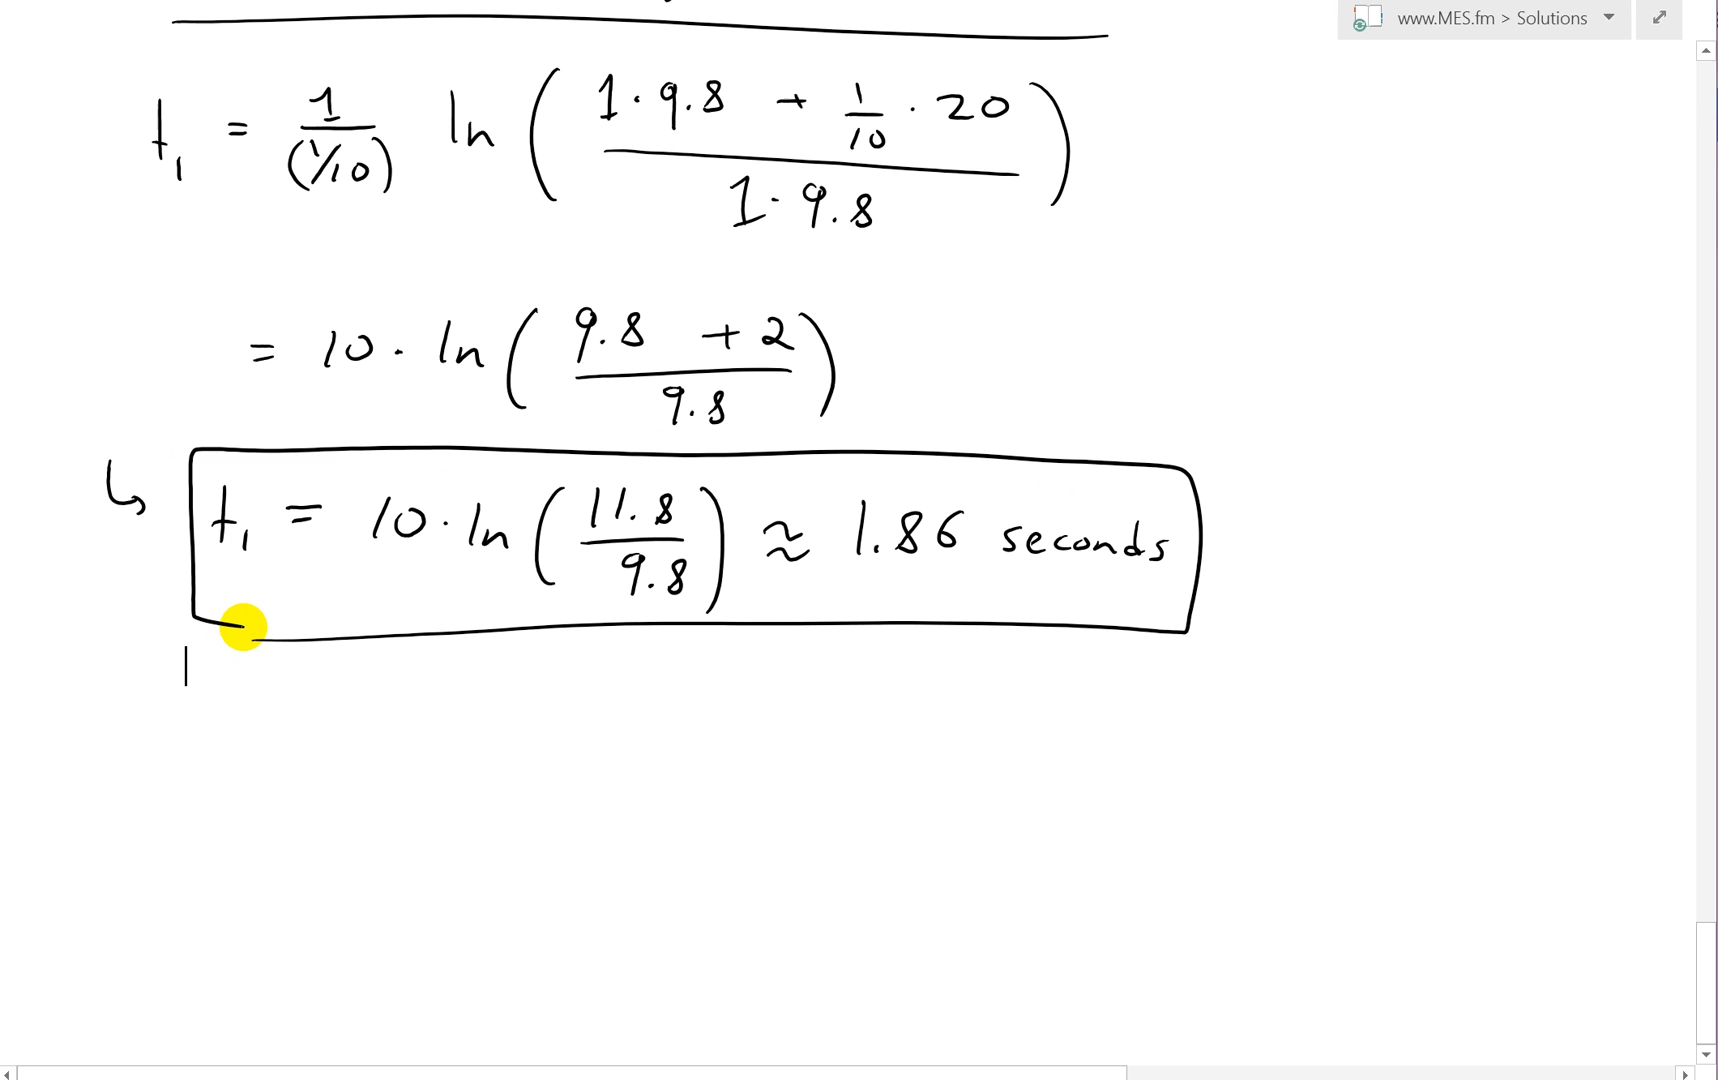 www.MES.fm > Solutions
t₁ = 1/(1/10) ln ( (1·9.8 + 1/10 · 20) / (1·9.8) )
= 10 · ln ( (9.8 + 2) / 9.8 )
t₁ = 10 · ln ( 11.8 / 9.8 ) ≈ 1.86 seconds